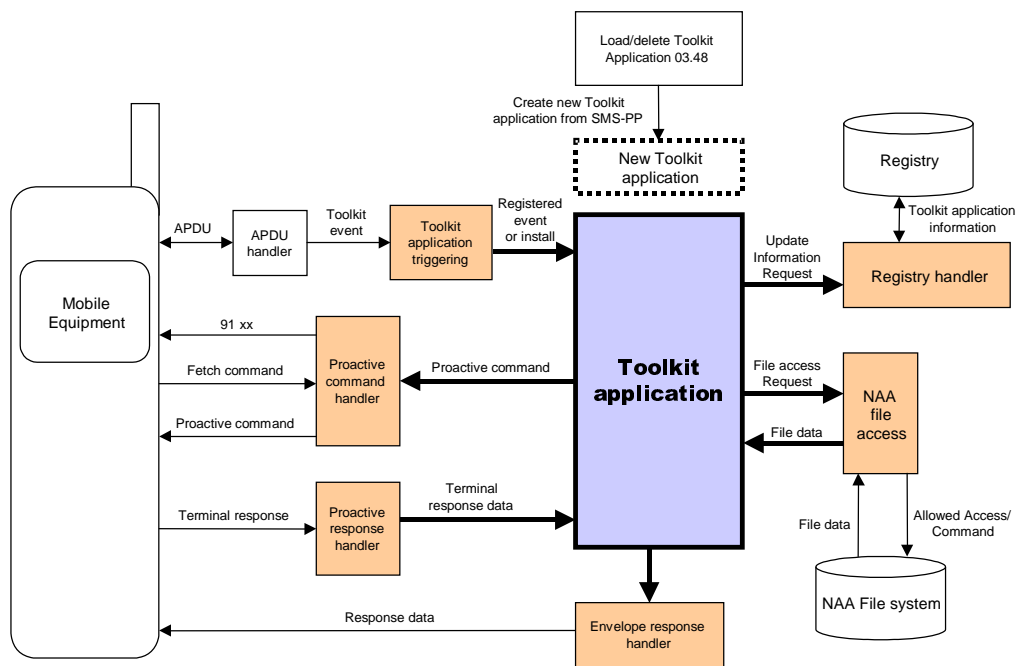 Load/delete Toolkit
Application 03.48
Create new Toolkit
application from SMS-PP
New Toolkit
application
Registry
Toolkit application
information
APDU
APDU
handler
Toolkit
event
Toolkit
application
triggering
Registered
event
or install
Update
Information
Request
Registry handler
Mobile
Equipment
91 xx
Fetch command
Proactive command
Proactive
command
handler
Proactive command
Toolkit
application
File access
Request
File data
NAA
file
access
Terminal response
Proactive
response
handler
Terminal
response data
File data
Allowed Access/
Command
NAA File system
Response data
Envelope response
handler